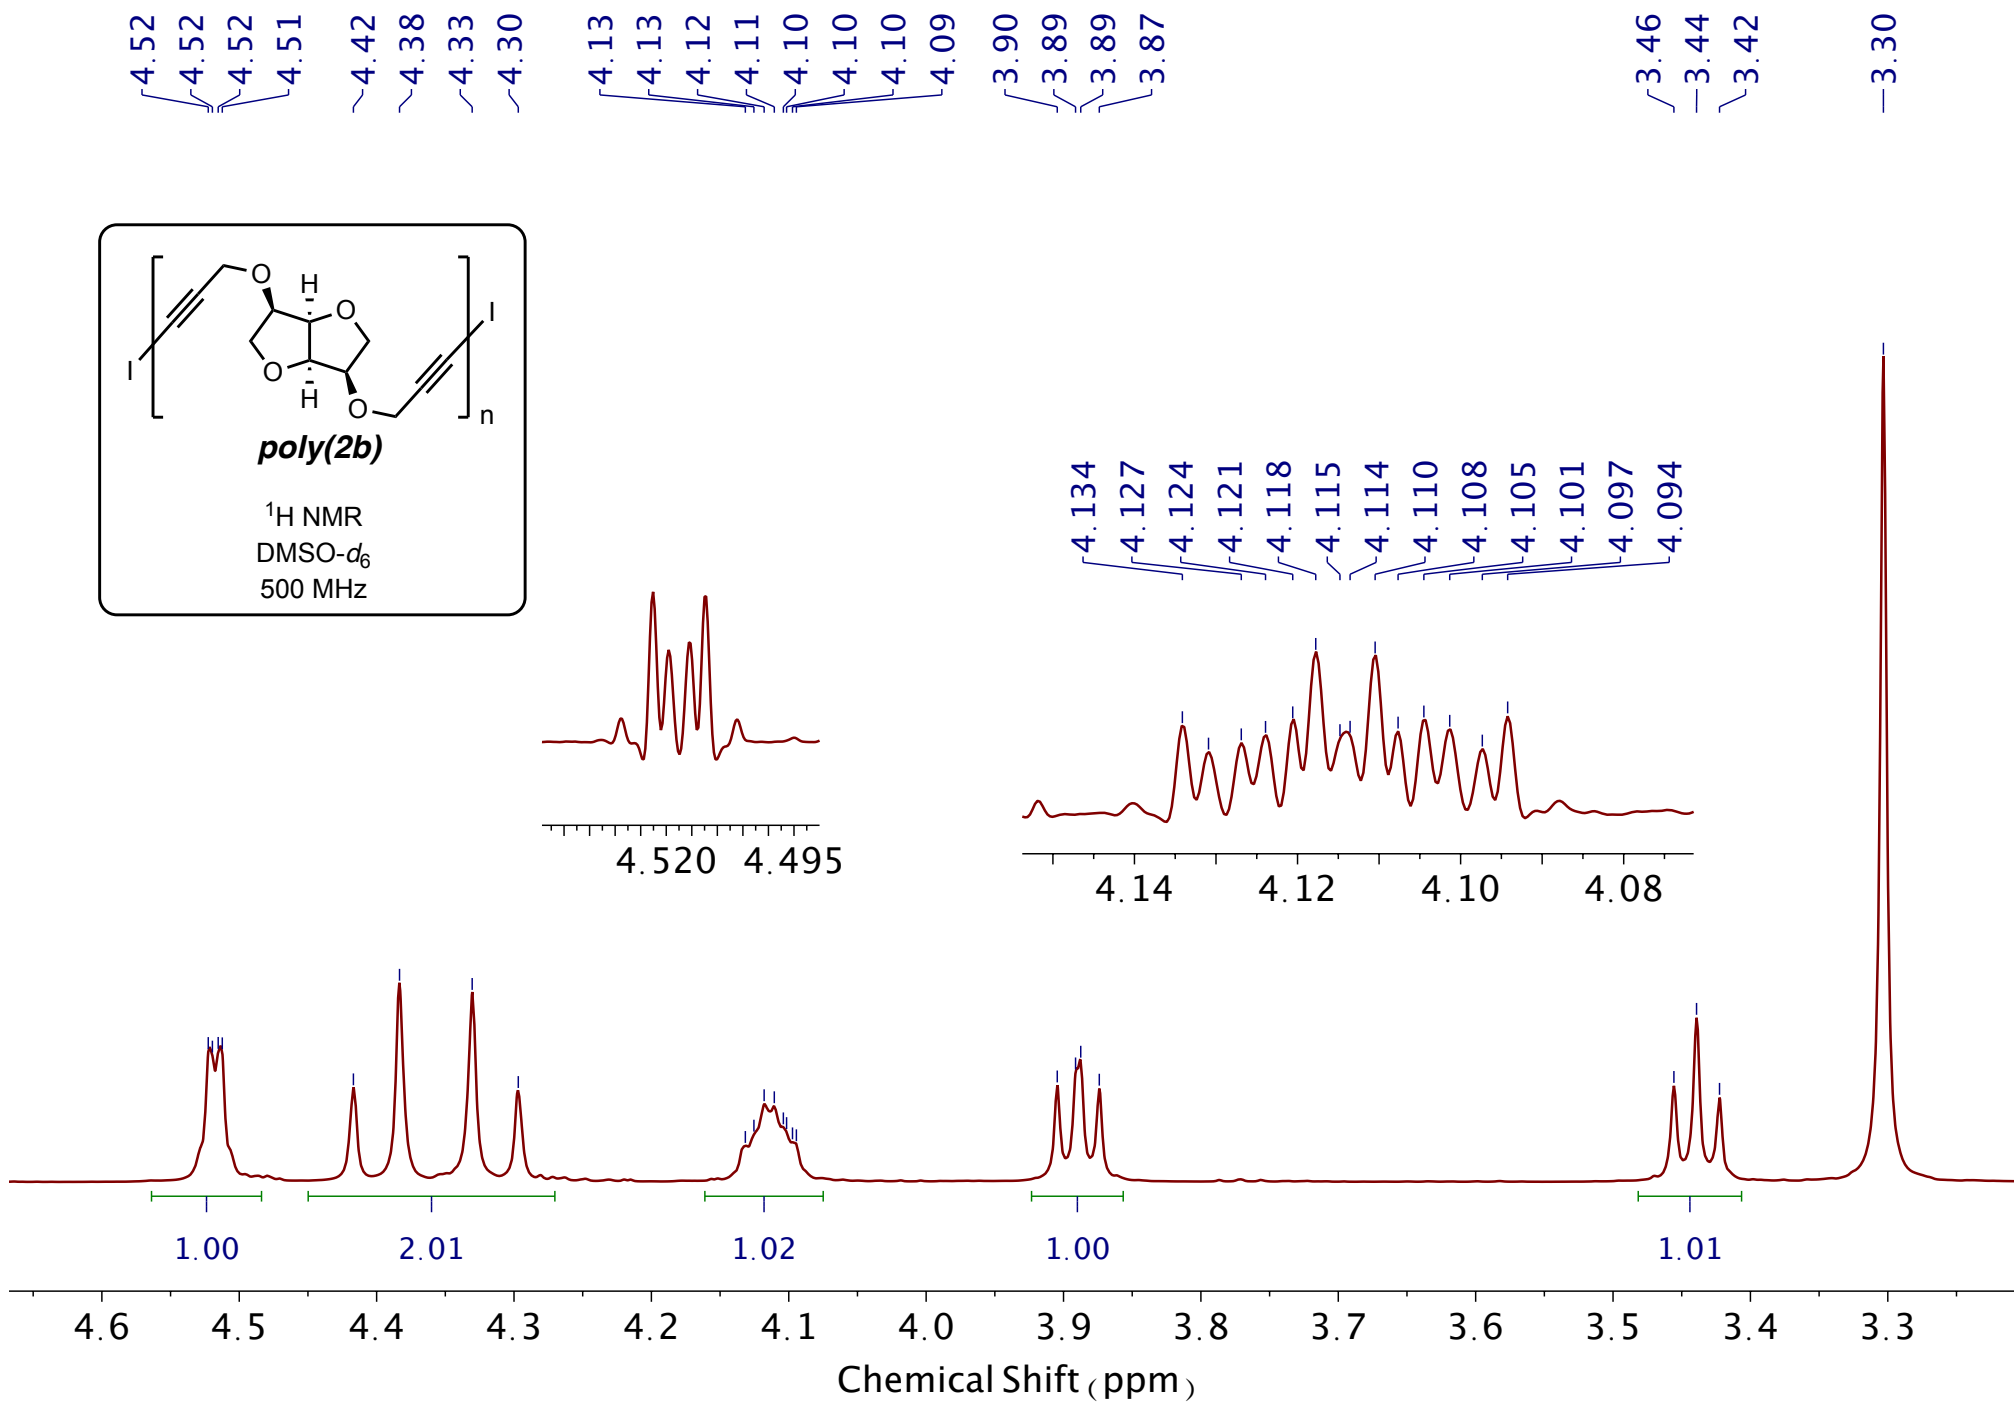 4.52 4.52 4.52 4.51 4.42 4.38 4.33 4.30 4.13 4.13 4.12 4.11 4.10 4.10 4.10 4.09 3.90 3.89 3.89 3.87 3.46 3.44 3.42 3.30
O H O I
I O H O n
poly(2b)
¹H NMR
DMSO-d₆
500 MHz
4.134 4.127 4.124 4.121 4.118 4.115 4.114 4.110 4.108 4.105 4.101 4.097 4.094
4.520 4.495
4.14 4.12 4.10 4.08
1.00 2.01 1.02 1.00 1.01
4.6 4.5 4.4 4.3 4.2 4.1 4.0 3.9 3.8 3.7 3.6 3.5 3.4 3.3
Chemical Shift (ppm)